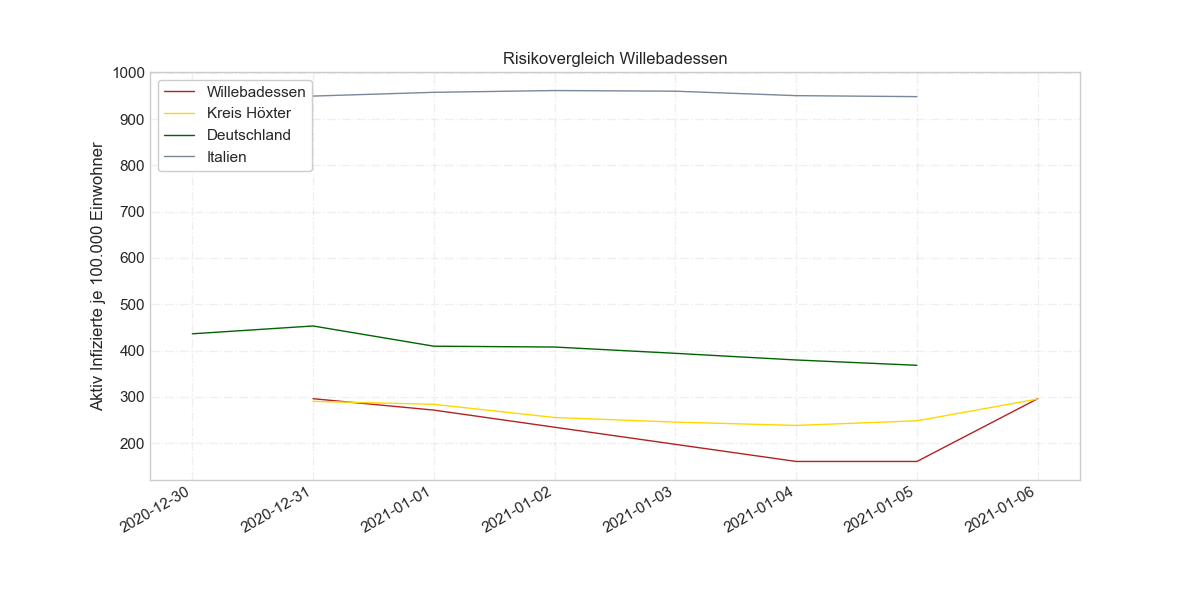 Risikovergleich Willebadessen
Aktiv Infizierte je 100.000 Einwohner
1000
900
800
700
600
500
400
300
200
Willebadessen
Kreis Höxter
Deutschland
Italien
2020-12-30
2020-12-31
2021-01-01
2021-01-02
2021-01-03
2021-01-04
2021-01-05
2021-01-06